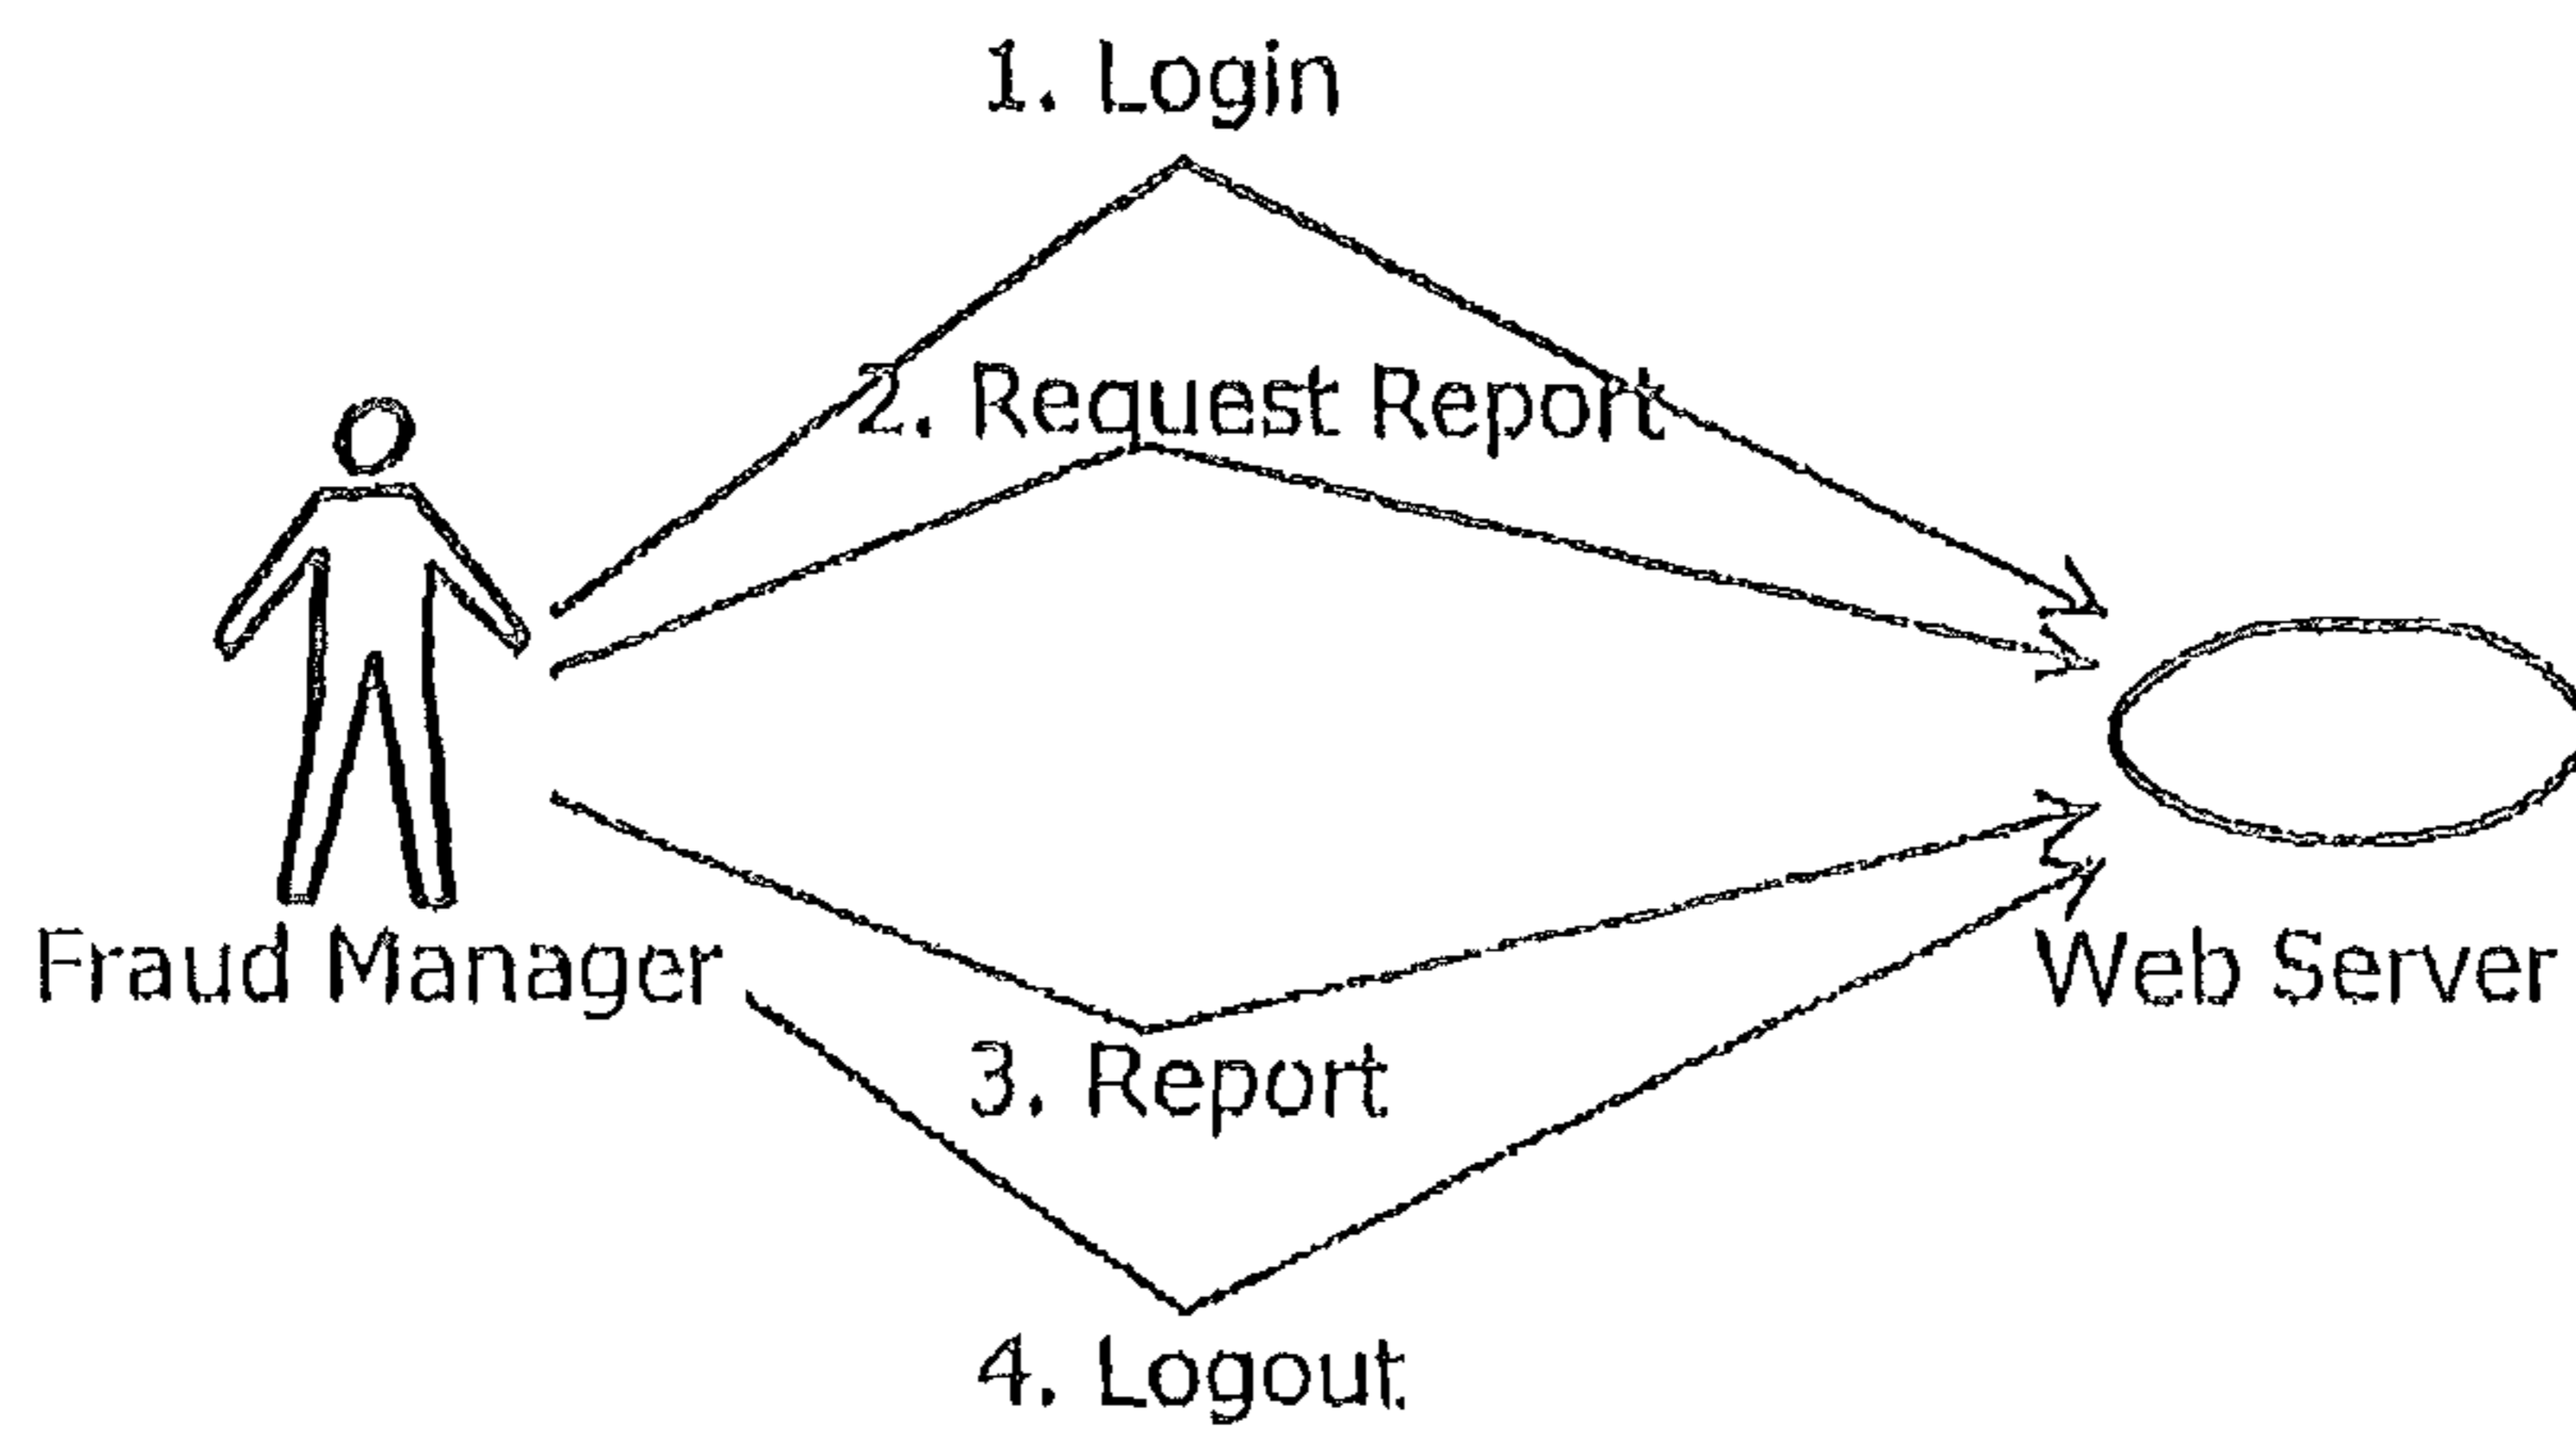 1. Login
2. Request Report
Fraud Manager
Web Server
3. Report
4. Logout